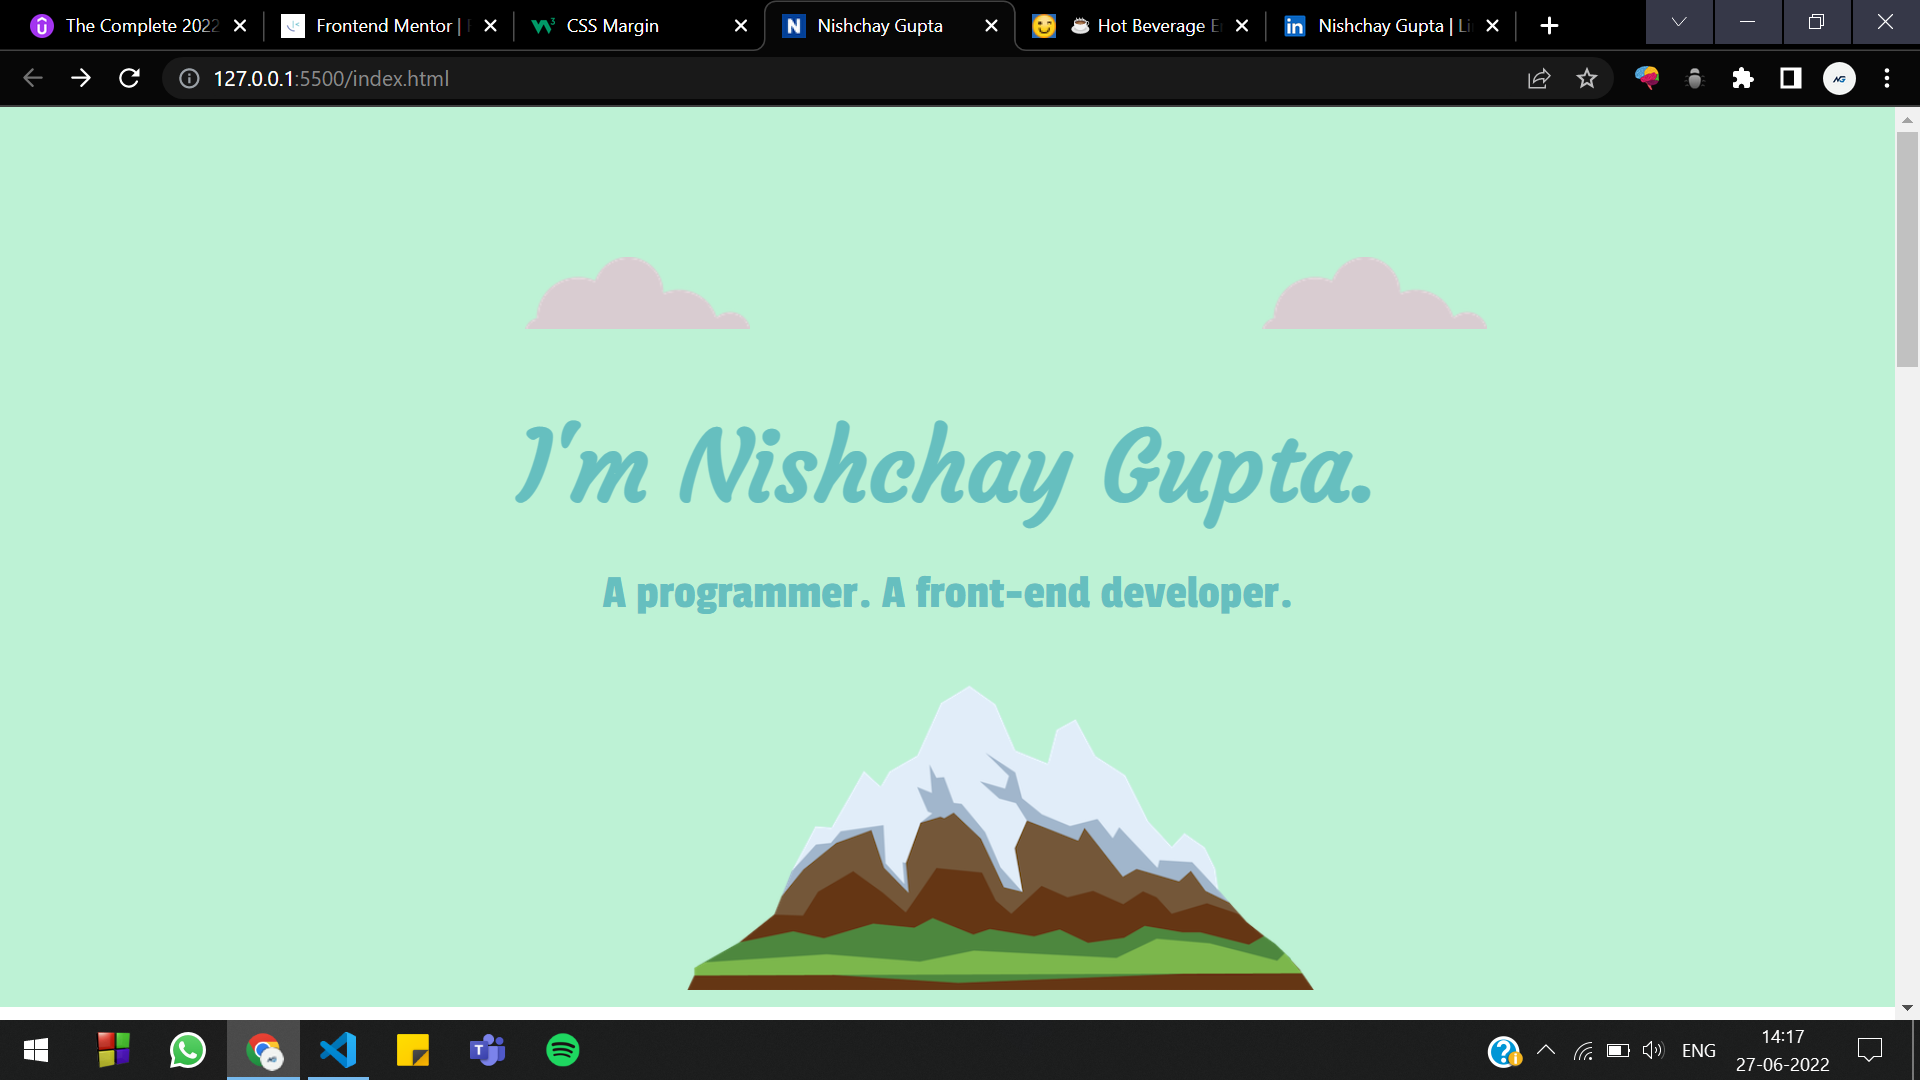 The Complete 2022
Frontend Mentor |
CSS Margin
Nishchay Gupta
Hot Beverage E
Nishchay Gupta | Li
127.0.0.1:5500/index.html
I'm Nishchay Gupta.
A programmer. A front-end developer.
ENG
14:17
27-06-2022